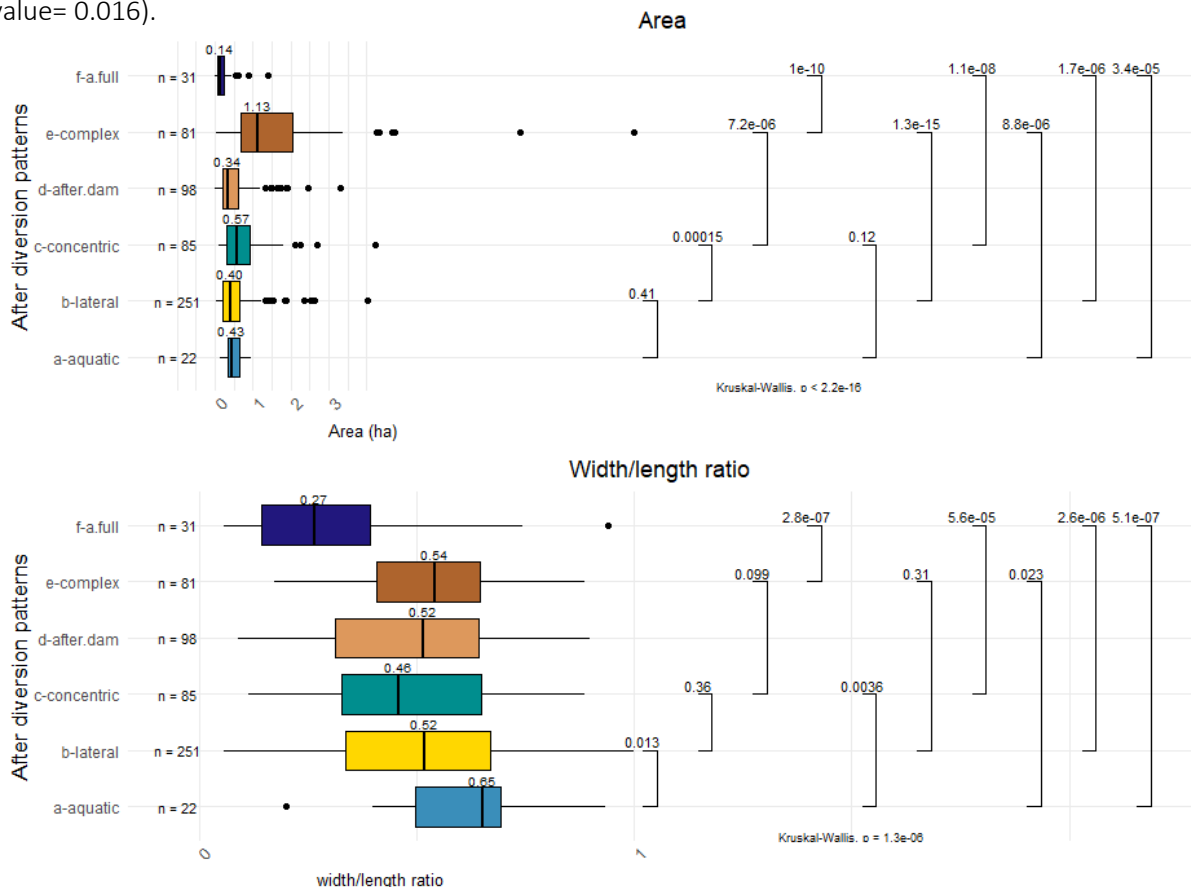 value= 0.016).
Area
0.14
f-a.full n = 31 1e-10 1.1e-08 1.7e-06 3.4e-05
1.13
e-complex n = 81 7.2e-06 1.3e-15 8.8e-06
0.34
d-after.dam n = 98
0.57
c-concentric n = 85 0.00015 0.12
0.40
b-lateral n = 251 0.41
0.43
a-aquatic n = 22
After diversion patterns
Kruskal-Wallis, p < 2.2e-16
0 1 2 3
Area (ha)
Width/length ratio
0.27
f-a.full n = 31 2.8e-07 5.6e-05 2.6e-06 5.1e-07
0.54
e-complex n = 81 0.099 0.31 0.023
0.52
d-after.dam n = 98
0.46
c-concentric n = 85 0.36 0.0036
0.52
b-lateral n = 251 0.013
0.65
a-aquatic n = 22
After diversion patterns
Kruskal-Wallis, p = 1.3e-06
0 1
width/length ratio